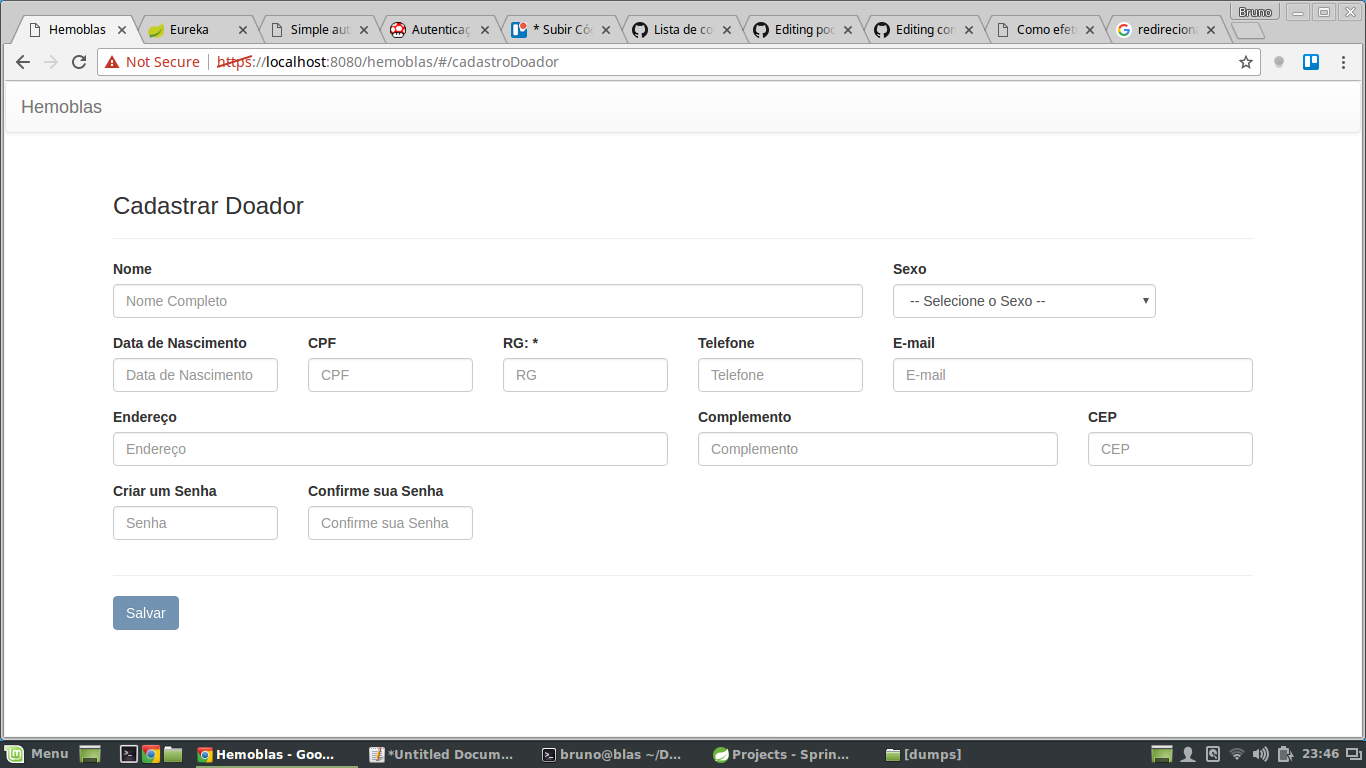 Bruno
Hemoblas
Eureka
Simple aut
Autenticaç
* Subir Cód
Lista de co
Editing poc
Editing con
Como efetu
redireciona
Not Secure https://localhost:8080/hemoblas/#/cadastroDoador
Hemoblas
Cadastrar Doador
Nome Sexo
Nome Completo -- Selecione o Sexo --
Data de Nascimento CPF RG: * Telefone E-mail
Data de Nascimento CPF RG Telefone E-mail
Endereço Complemento CEP
Endereço Complemento CEP
Criar um Senha Confirme sua Senha
Senha Confirme sua Senha
Salvar
Menu Hemoblas - Goo... *Untitled Docum... bruno@blas ~/D... Projects - Sprin... [dumps] 23:46